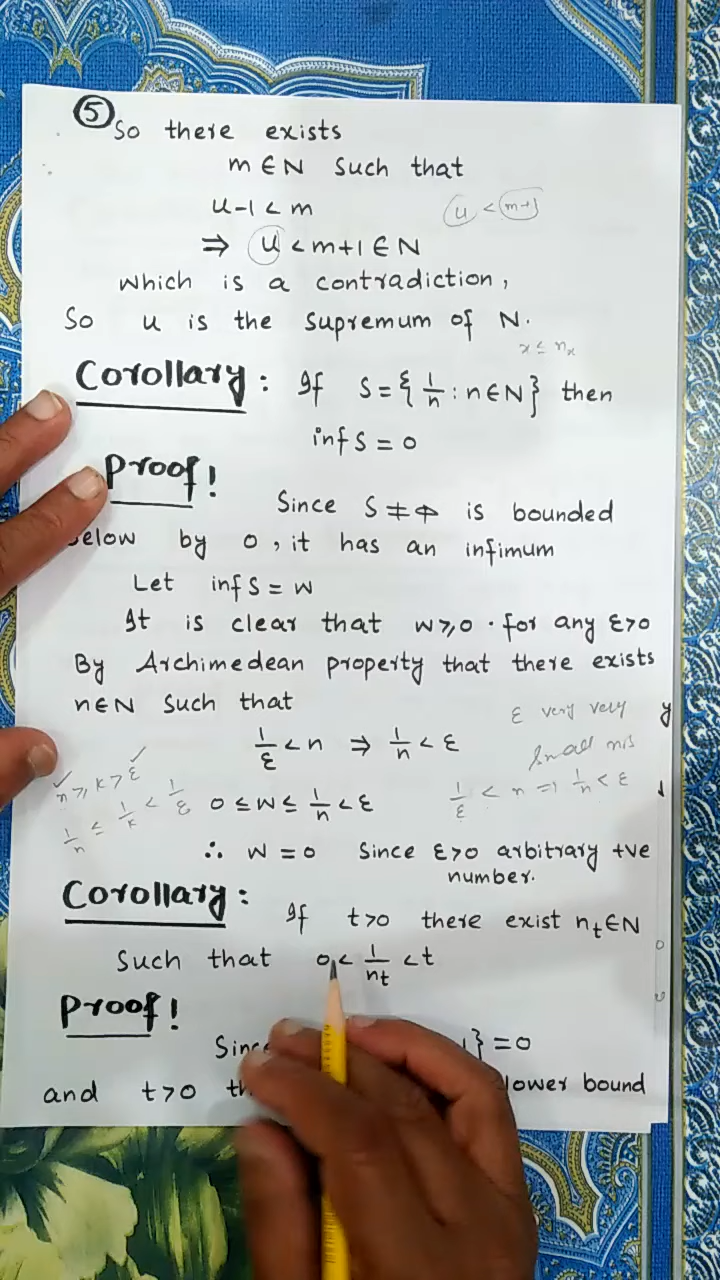 ⑤ So there exists
m ∈ N such that
u-1 < m
u < m+1
⇒ u < m+1 ∈ N
which is a contradiction,
So u is the supremum of N.
x ≤ nₓ
Corollary: If S = { 1/n : n ∈ N } then
inf S = 0
Proof!
Since S ≠ Φ is bounded
below by 0, it has an infimum
Let inf S = w
It is clear that w ⩾ 0. for any ε>0
By Archimedean property that there exists
n ∈ N such that
ε very very
small
1/ε < n ⇒ 1/n < ε
n ⩾ k > ε
1/ε < n ⇒ 1/n < ε
1/n ≤ 1/k < 1/ε
0 ≤ w ≤ 1/n < ε
∴ w = 0 Since ε>0 arbitrary +ve
number.
Corollary: If t>0 there exist nₜ ∈ N
Such that 0 < 1/nₜ < t
Proof!
} = 0
and t>0 lower bound